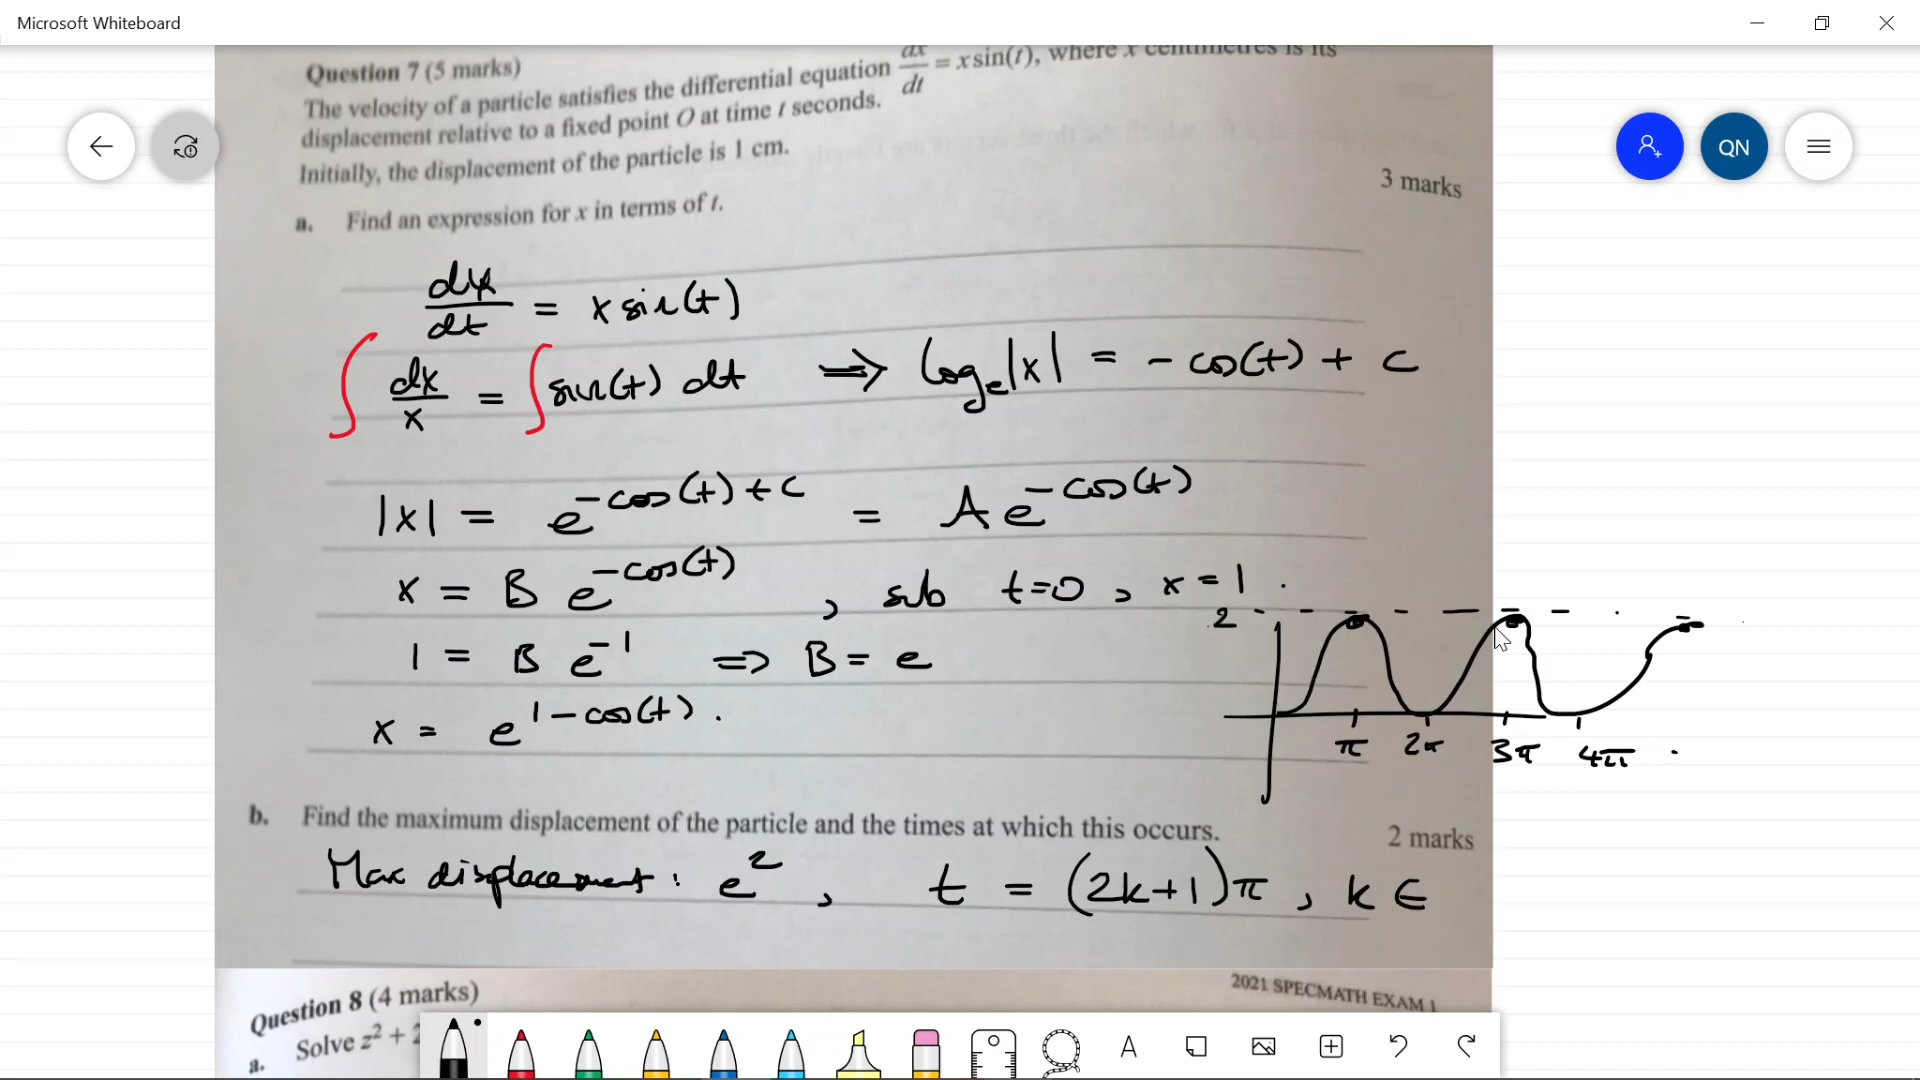 Microsoft Whiteboard
Question 7 (5 marks)
The velocity of a particle satisfies the differential equation dx/dt = x sin(t), where x centimetres is its
displacement relative to a fixed point O at time t seconds.
Initially, the displacement of the particle is 1 cm.
QN
3 marks
a. Find an expression for x in terms of t.
dx/dt = x sin(t)
∫ dx/x = ∫ sin(t) dt ⇒ log_e|x| = -cos(t) + c
|x| = e^(-cos(t)+c) = A e^(-cos(t))
x = B e^(-cos(t)), sub t=0, x=1.
1 = B e^(-1) ⇒ B = e
x = e^(1-cos(t)).
2
π 2π 3π 4π
b. Find the maximum displacement of the particle and the times at which this occurs.
2 marks
Max displacement: e², t = (2k+1)π, k ∈
2021 SPECMATH EXAM 1
Question 8 (4 marks)
a. Solve z² +
A